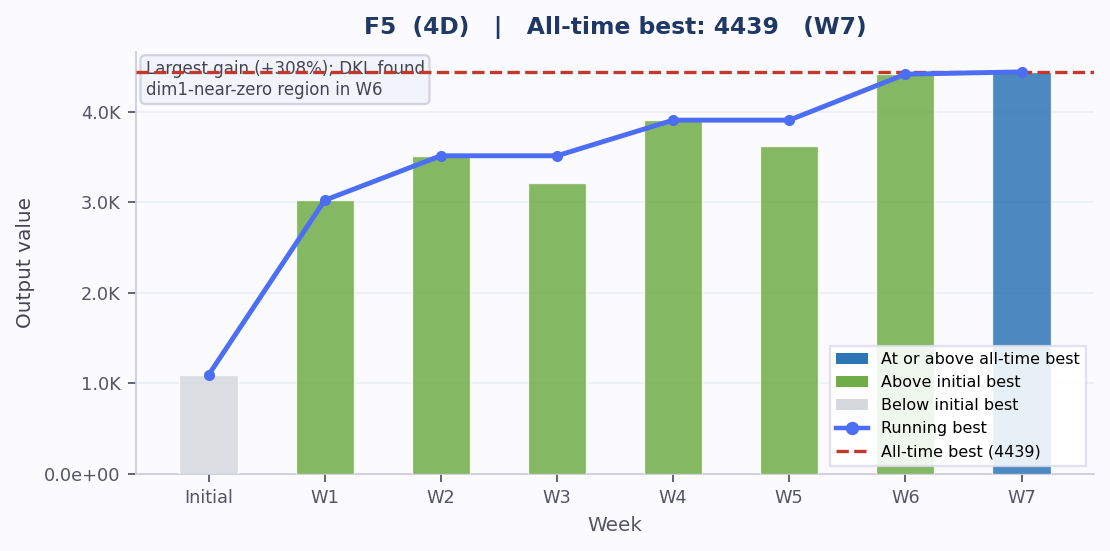 F5 (4D) | All-time best: 4439 (W7)
Largest gain (+308%); DKL found
dim1-near-zero region in W6
Output value
4.0K
3.0K
2.0K
1.0K
0.0e+00
At or above all-time best
Above initial best
Below initial best
Running best
All-time best (4439)
Initial W1 W2 W3 W4 W5 W6 W7
Week